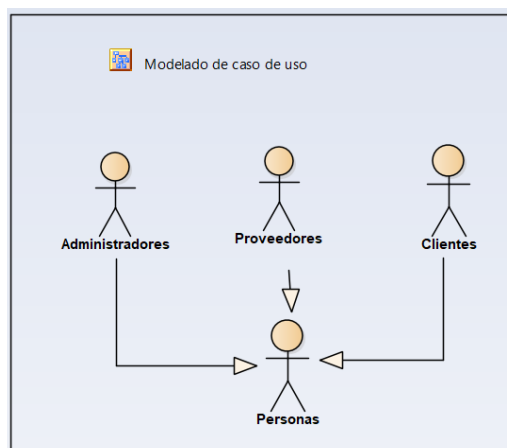 Modelado de caso de uso
Administradores
Proveedores
Clientes
Personas